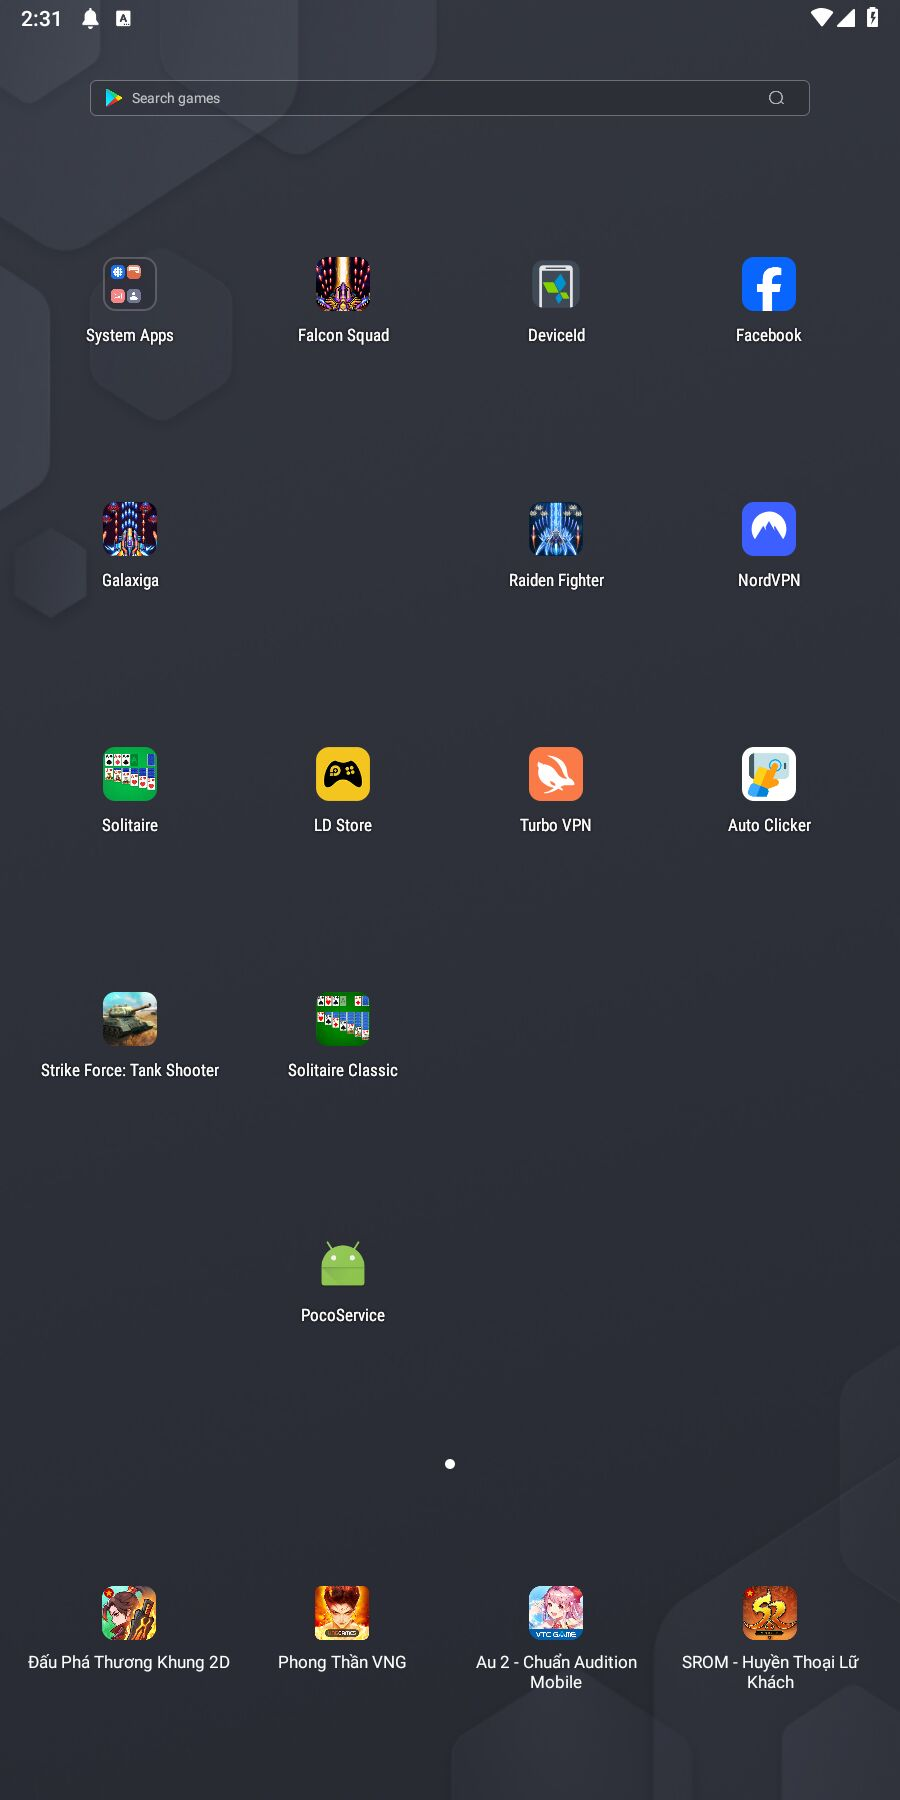 2:31
Search games
System Apps
Falcon Squad
DeviceId
Facebook
Galaxiga
Raiden Fighter
NordVPN
Solitaire
LD Store
Turbo VPN
Auto Clicker
Strike Force: Tank Shooter
Solitaire Classic
PocoService
Đấu Phá Thương Khung 2D
Phong Thần VNG
VTC GAME
Au 2 - Chuẩn Audition
Mobile
SROM - Huyền Thoại Lữ
Khách